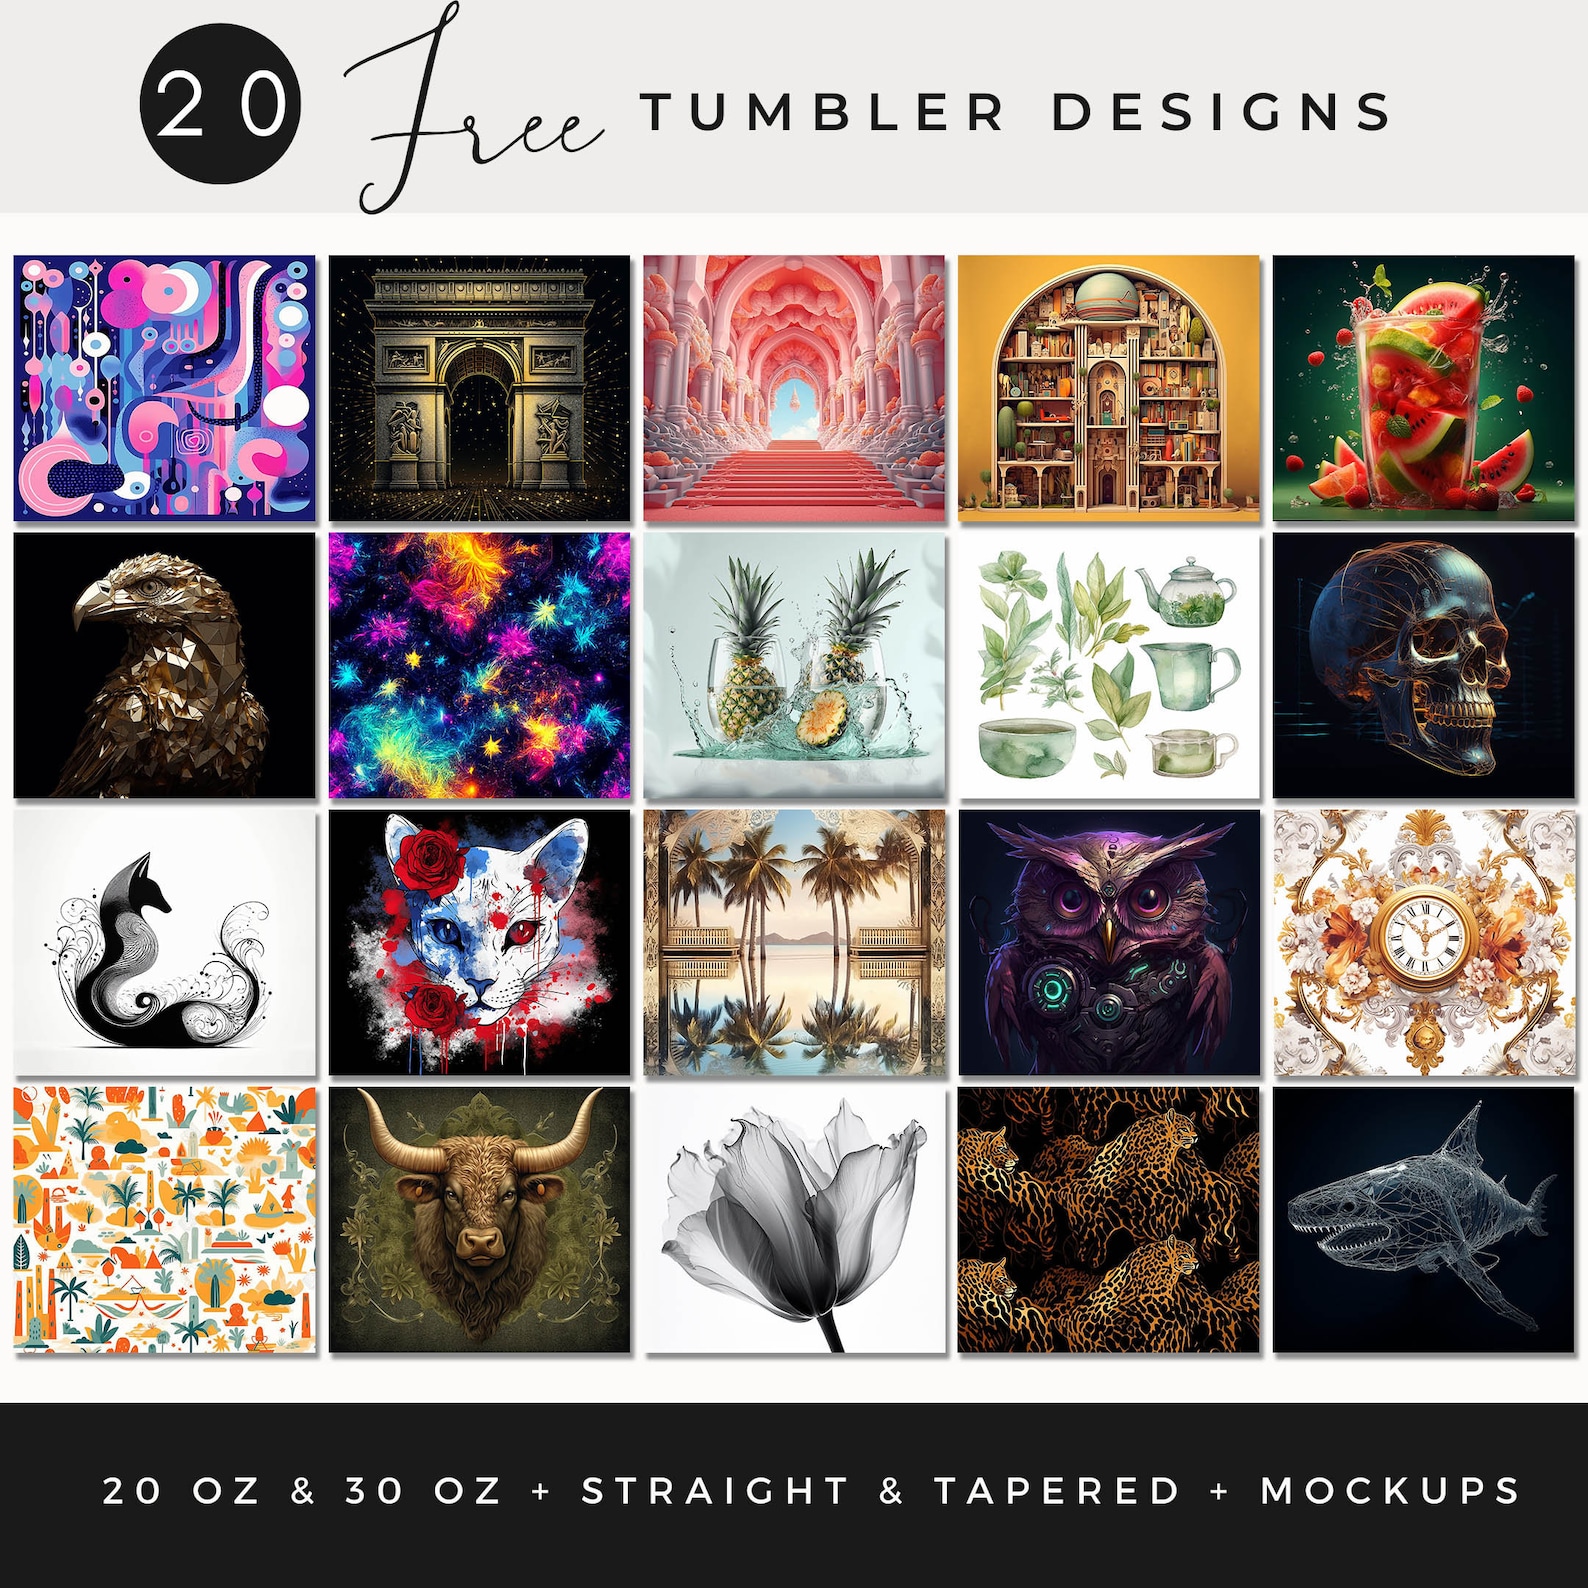 20 Free TUMBLER DESIGNS
20 OZ & 30 OZ + STRAIGHT & TAPERED + MOCKUPS